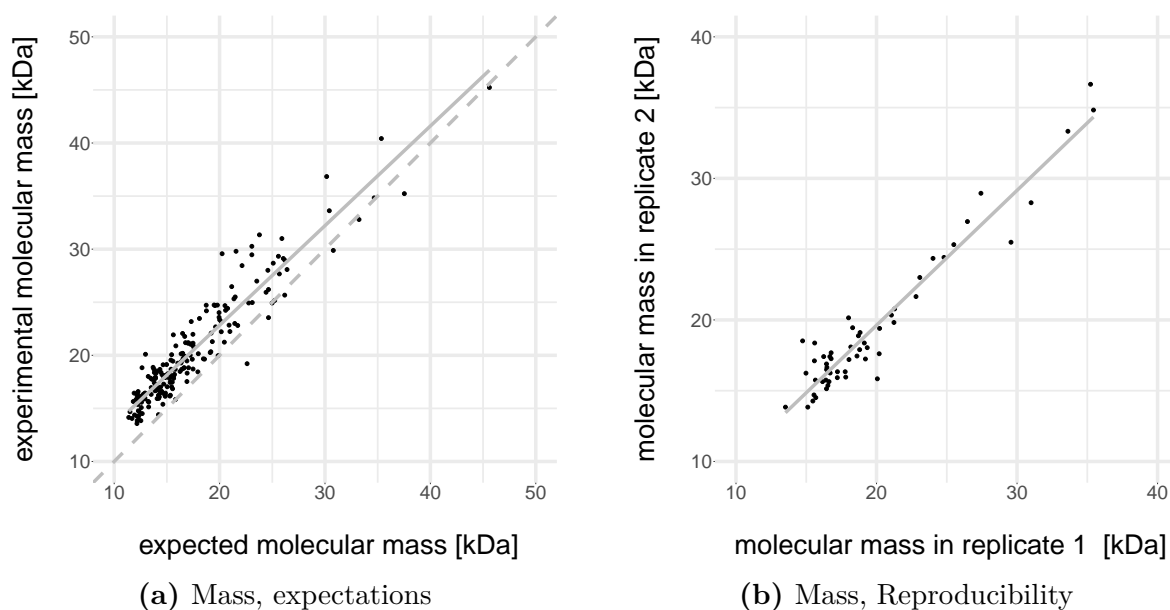 experimental molecular mass [kDa]
50
40
30
20
10
10 20 30 40 50
expected molecular mass [kDa]
(a) Mass, expectations
molecular mass in replicate 2 [kDa]
40
30
20
10
10 20 30 40
molecular mass in replicate 1 [kDa]
(b) Mass, Reproducibility